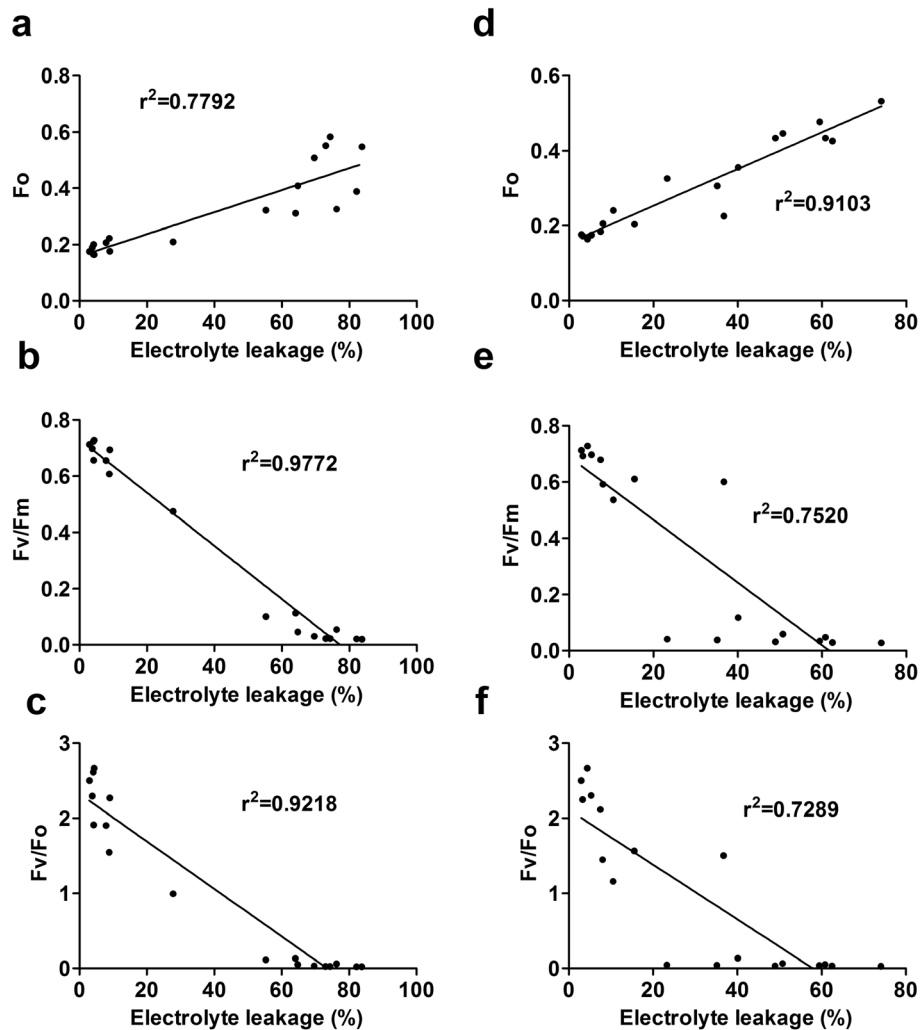 a
0.8
0.6
0.4
0.2
0.0
Fo
r²=0.7792
0 20 40 60 80 100
Electrolyte leakage (%)
d
0.6
0.4
0.2
0.0
Fo
r²=0.9103
0 20 40 60 80
Electrolyte leakage (%)
b
0.8
0.6
0.4
0.2
0.0
Fv/Fm
r²=0.9772
0 20 40 60 80 100
Electrolyte leakage (%)
e
0.8
0.6
0.4
0.2
0.0
Fv/Fm
r²=0.7520
0 20 40 60 80
Electrolyte leakage (%)
c
3
2
1
0
Fv/Fo
r²=0.9218
0 20 40 60 80 100
Electrolyte leakage (%)
f
3
2
1
0
Fv/Fo
r²=0.7289
0 20 40 60 80
Electrolyte leakage (%)